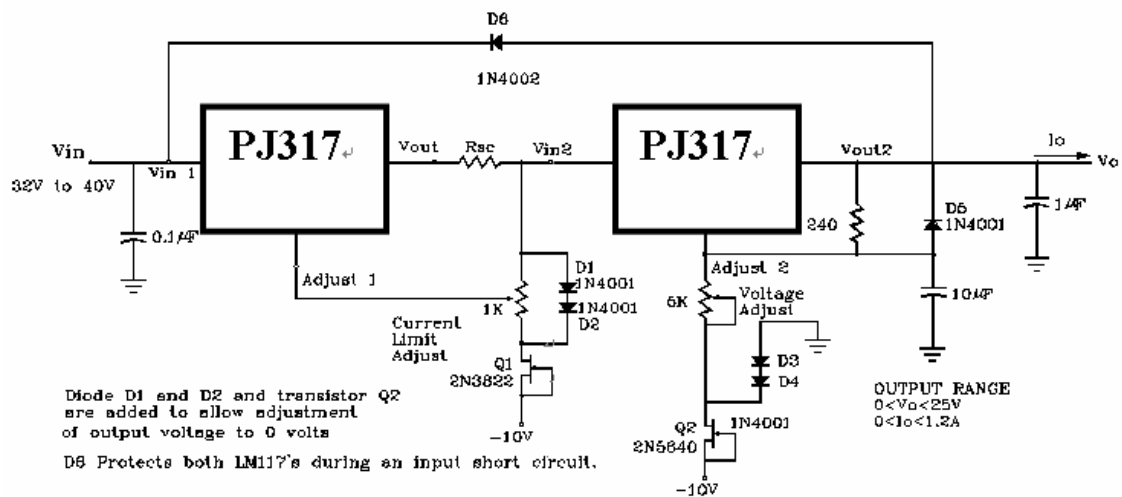 D6
1N4002
PJ317
PJ317
Vin
32V to 40V
Vin 1
Vout
Rsc
Vin2
Vout2
Io
Vo
0.1μF
Adjust 1
1K
D1
1N4001
1N4001
D2
Current
Limit
Adjust
Q1
2N3822
-10V
Adjust 2
5K
Voltage
Adjust
240
D5
1N4001
1μF
10μF
D3
D4
1N4001
Q2
2N5640
-10V
OUTPUT RANGE
0<Vo<25V
0<Io<1.2A
Diode D1 and D2 and transistor Q2
are added to allow adjustment
of output voltage to 0 volts
D6 Protects both LM117's during an input short circuit.